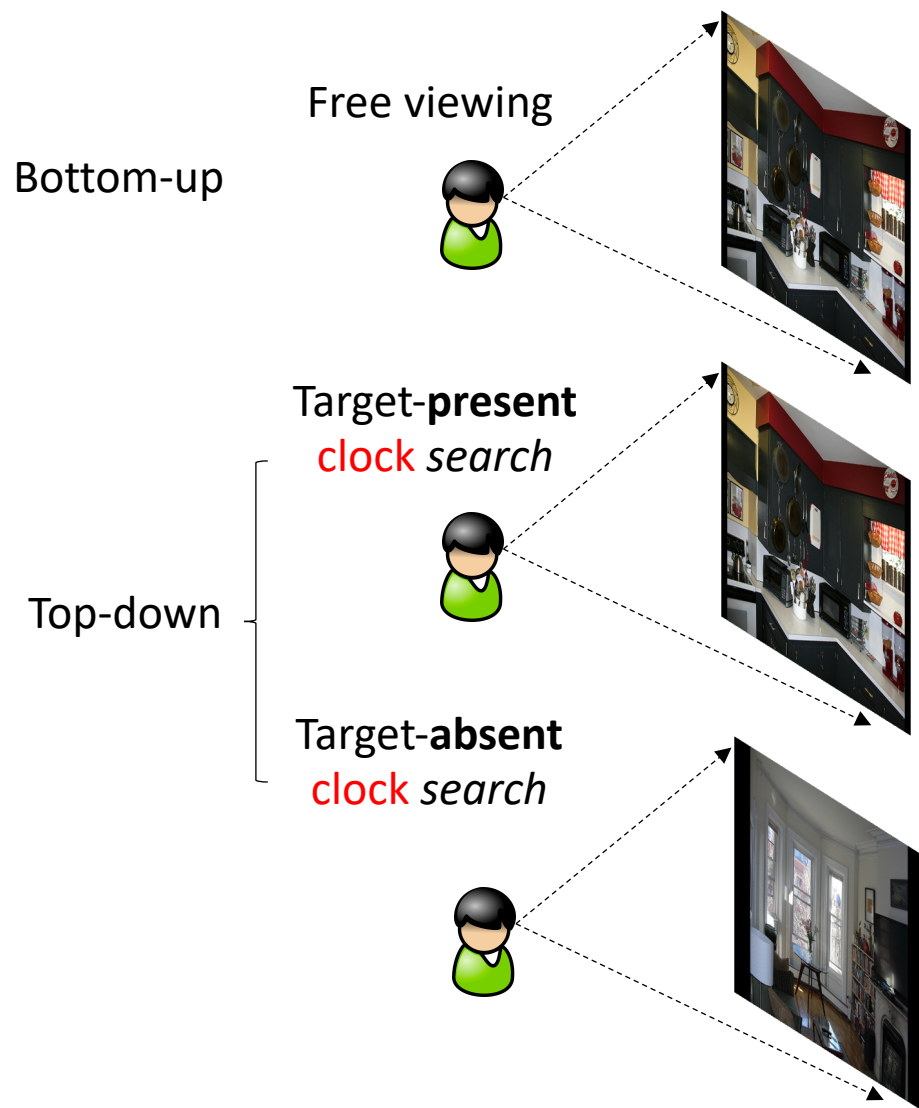 Free viewing
Bottom-up
Target-present
clock search
Top-down
Target-absent
clock search